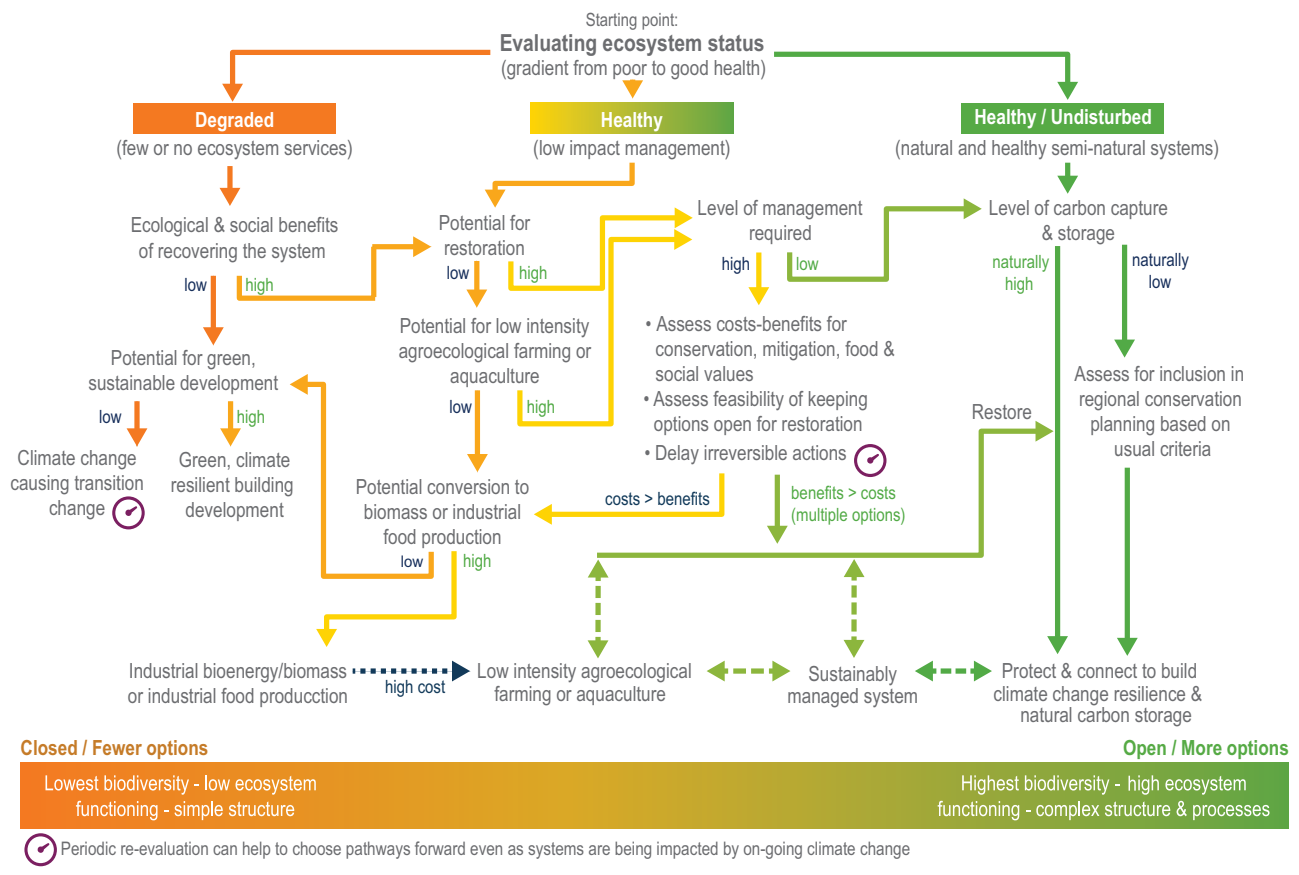 Starting point:
Evaluating ecosystem status
(gradient from poor to good health)
Degraded
(few or no ecosystem services)
Healthy
(low impact management)
Healthy / Undisturbed
(natural and healthy semi-natural systems)
Ecological & social benefits
of recovering the system
low
high
Potential for
restoration
low
high
Level of management
required
high
low
Level of carbon capture
& storage
naturally
high
naturally
low
Potential for green,
sustainable development
low
high
Climate change
causing transition
change
Green, climate
resilient building
development
Potential for low intensity
agroecological farming or
aquaculture
low
high
• Assess costs-benefits for
conservation, mitigation, food &
social values
• Assess feasibility of keeping
options open for restoration
• Delay irreversible actions
costs > benefits
benefits > costs
(multiple options)
Restore
Assess for inclusion in
regional conservation
planning based on
usual criteria
Potential conversion to
biomass or industrial
food production
low
high
Industrial bioenergy/biomass
or industrial food producction
high cost
Low intensity agroecological
farming or aquaculture
Sustainably
managed system
Protect & connect to build
climate change resilience &
natural carbon storage
Closed / Fewer options
Open / More options
Lowest biodiversity - low ecosystem
functioning - simple structure
Highest biodiversity - high ecosystem
functioning - complex structure & processes
Periodic re-evaluation can help to choose pathways forward even as systems are being impacted by on-going climate change